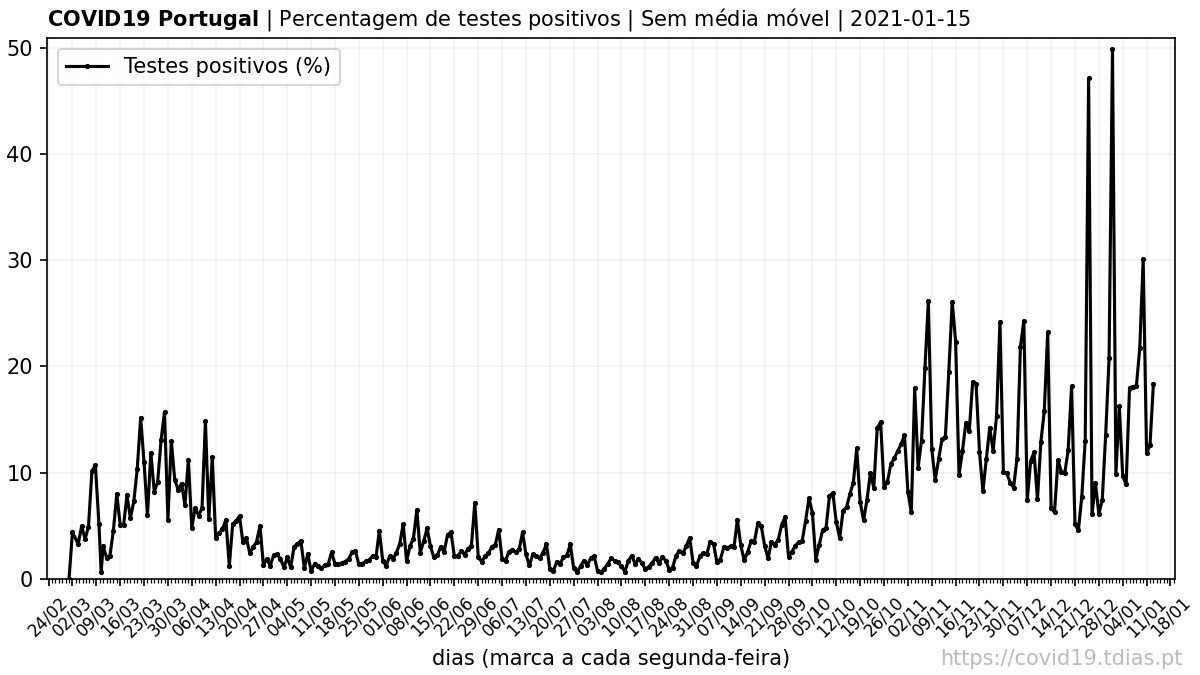 COVID19 Portugal | Percentagem de testes positivos | Sem média móvel | 2021-01-15
Testes positivos (%)
50
40
30
20
10
0
24/02 02/03 09/03 16/03 23/03 30/03 06/04 13/04 20/04 27/04 04/05 11/05 18/05 25/05 01/06 08/06 15/06 22/06 29/06 06/07 13/07 20/07 27/07 03/08 10/08 17/08 24/08 31/08 07/09 14/09 21/09 28/09 05/10 12/10 19/10 26/10 02/11 09/11 16/11 23/11 30/11 07/12 14/12 21/12 28/12 04/01 11/01 18/01
dias (marca a cada segunda-feira)
https://covid19.tdias.pt